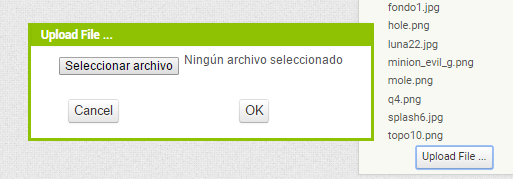 Upload File ...
Seleccionar archivo Ningún archivo seleccionado
Cancel OK
fondo1.jpg
hole.png
luna22.jpg
minion_evil_g.png
mole.png
q4.png
splash6.jpg
topo10.png
Upload File ...